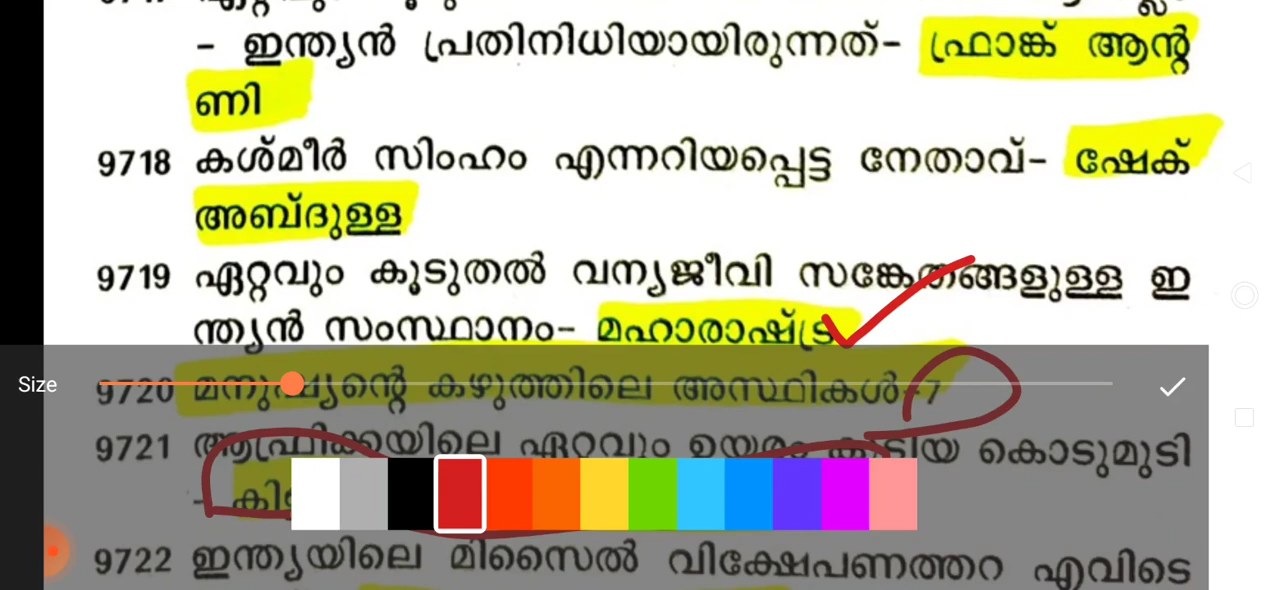 - ഇന്ത്യൻ പ്രതിനിധിയായിരുന്നത്- ഫ്രാങ്ക് ആന്റ
ണി
9718 കശ്മീർ സിംഹം എന്നറിയപ്പെട്ട നേതാവ്- ഷേക്
അബ്ദുള്ള
9719 ഏറ്റവും കൂടുതൽ വന്യജീവി സങ്കേതങ്ങളുള്ള ഇ
ന്ത്യൻ സംസ്ഥാനം- മഹാരാഷ്ട്ര
Size
9720 മനുഷ്യന്റെ കഴുത്തിലെ അസ്ഥികൾ-7
9721 ആഫ്രിക്കയിലെ ഏറ്റവും ഉയരം കൂടിയ കൊടുമുടി
-
9722 ഇന്ത്യയിലെ മിസൈൽ വിക്ഷേപണത്തറ എവിടെ